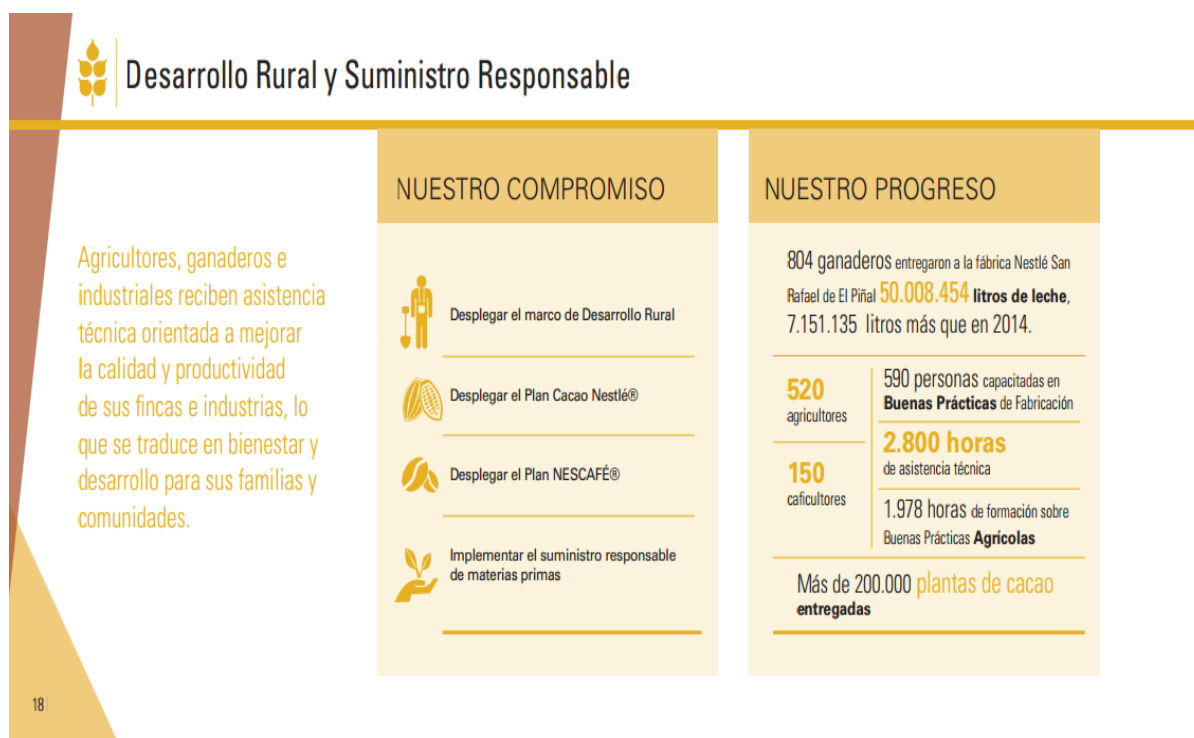 Desarrollo Rural y Suministro Responsable
Agricultores, ganaderos e
industriales reciben asistencia
técnica orientada a mejorar
la calidad y productividad
de sus fincas e industrias, lo
que se traduce en bienestar y
desarrollo para sus familias y
comunidades.
NUESTRO COMPROMISO
Desplegar el marco de Desarrollo Rural
Desplegar el Plan Cacao Nestlé®
Desplegar el Plan NESCAFÉ®
Implementar el suministro responsable
de materias primas
NUESTRO PROGRESO
804 ganaderos entregaron a la fábrica Nestlé San
Rafael de El Piñal 50.008.454 litros de leche,
7.151.135 litros más que en 2014.
520
agricultores
150
caficultores
590 personas capacitadas en
Buenas Prácticas de Fabricación
2.800 horas
de asistencia técnica
1.978 horas de formación sobre
Buenas Prácticas Agrícolas
Más de 200.000 plantas de cacao
entregadas
18